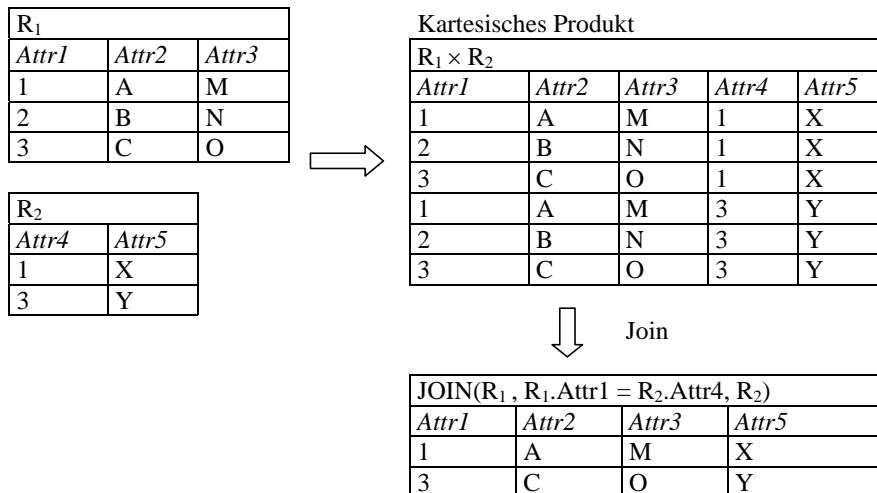 R₁
Attr1 Attr2 Attr3
1 A M
2 B N
3 C O
R₂
Attr4 Attr5
1 X
3 Y
Kartesisches Produkt
R₁ × R₂
Attr1 Attr2 Attr3 Attr4 Attr5
1 A M 1 X
2 B N 1 X
3 C O 1 X
1 A M 3 Y
2 B N 3 Y
3 C O 3 Y
Join
JOIN(R₁ , R₁.Attr1 = R₂.Attr4, R₂)
Attr1 Attr2 Attr3 Attr5
1 A M X
3 C O Y